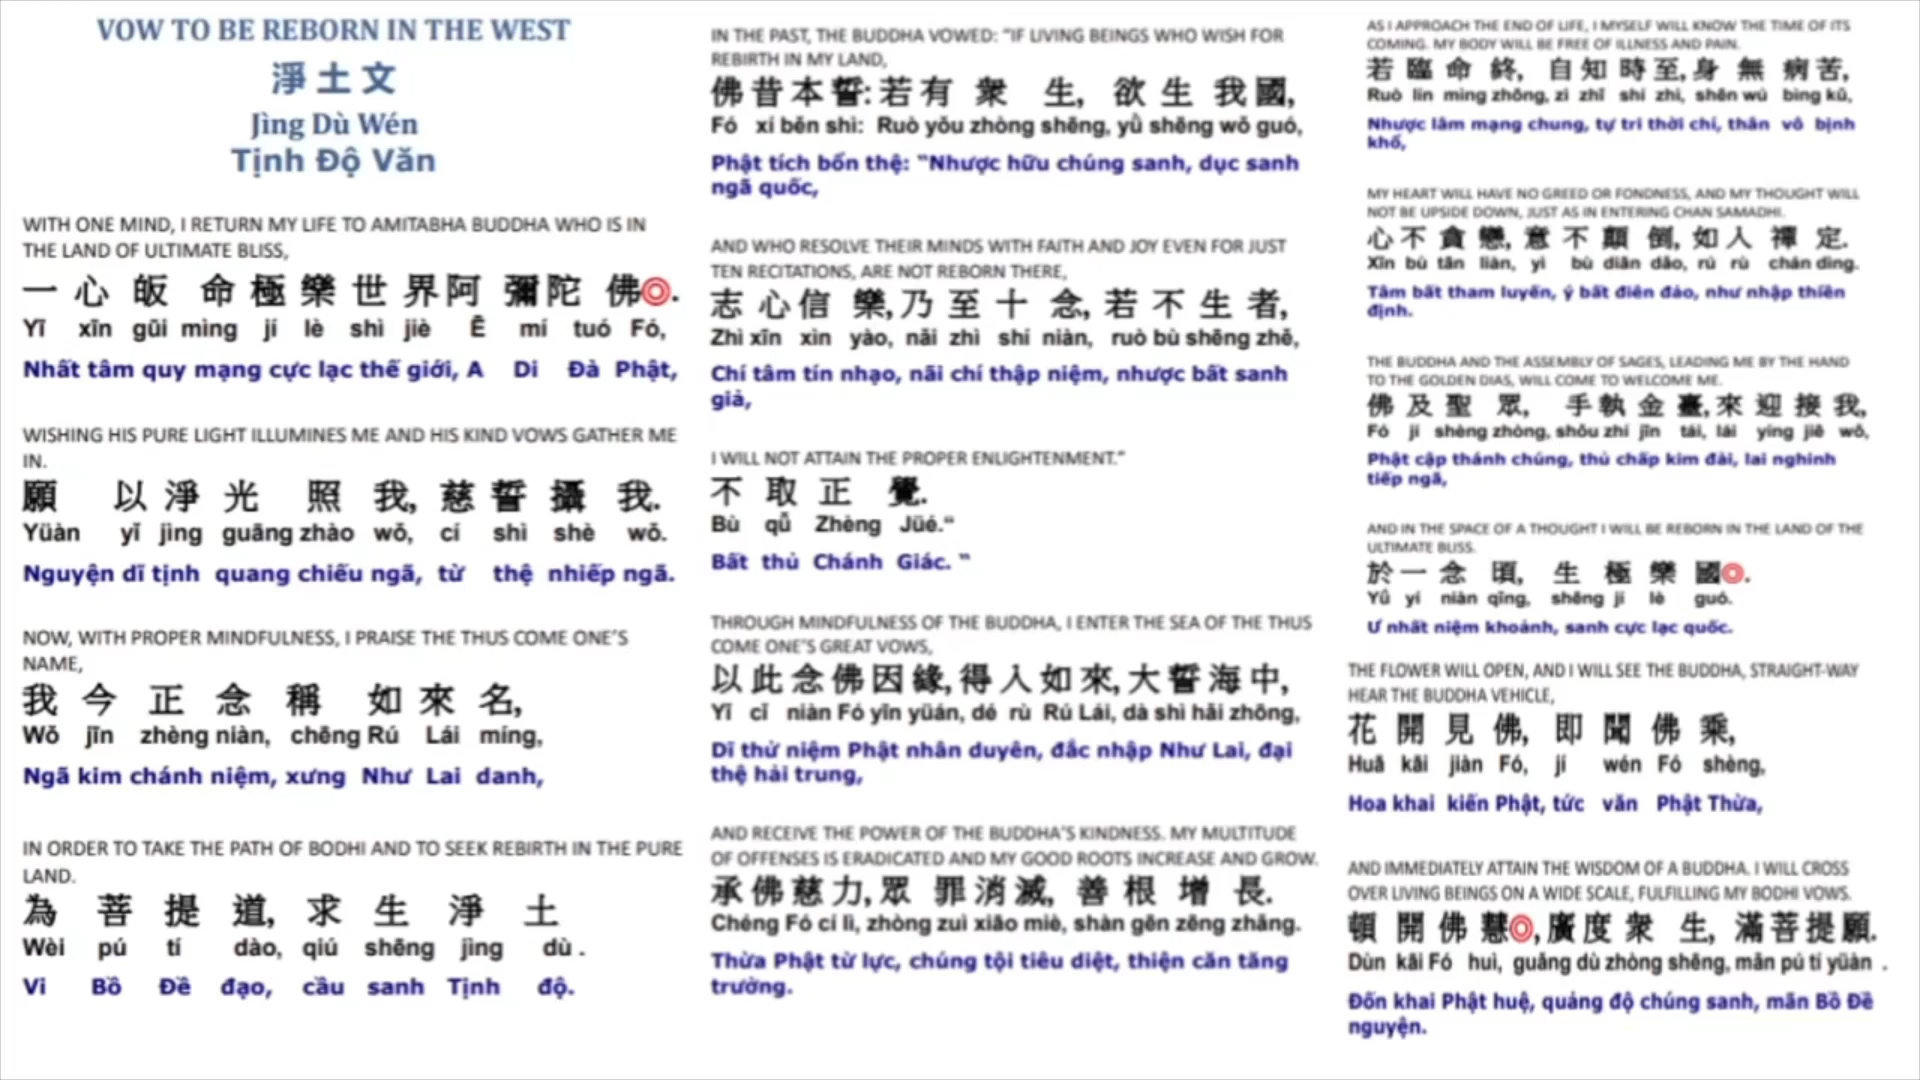 VOW TO BE REBORN IN THE WEST
淨土文
Jìng Dù Wén
Tịnh Độ Văn
WITH ONE MIND, I RETURN MY LIFE TO AMITABHA BUDDHA WHO IS IN
THE LAND OF ULTIMATE BLISS,
一心皈命極樂世界阿彌陀佛◎.
Yī xīn gūi mìng jí lè shì jiè Ē mí tuó Fó,
Nhất tâm quy mạng cực lạc thế giới, A Di Đà Phật,
WISHING HIS PURE LIGHT ILLUMINES ME AND HIS KIND VOWS GATHER ME
IN.
願以淨光照我, 慈誓攝我.
Yüàn yǐ jìng guāng zhào wǒ, cí shì shè wǒ.
Nguyện dĩ tịnh quang chiếu ngã, từ thệ nhiếp ngã.
NOW, WITH PROPER MINDFULNESS, I PRAISE THE THUS COME ONE'S
NAME,
我今正念稱如來名,
Wǒ jīn zhèng niàn, chēng Rú Lái míng,
Ngã kim chánh niệm, xưng Như Lai danh,
IN ORDER TO TAKE THE PATH OF BODHI AND TO SEEK REBIRTH IN THE PURE
LAND.
為菩提道, 求生淨土
Wèi pú tí dào, qiú shēng jìng dù .
Vi Bồ Đề đạo, cầu sanh Tịnh độ.
IN THE PAST, THE BUDDHA VOWED: "IF LIVING BEINGS WHO WISH FOR
REBIRTH IN MY LAND,
佛昔本誓: 若有衆生, 欲生我國,
Fó xí běn shì: Ruò yǒu zhòng shēng, yǜ shēng wǒ guó,
Phật tích bổn thệ: "Nhược hữu chúng sanh, dục sanh
ngã quốc,
AND WHO RESOLVE THEIR MINDS WITH FAITH AND JOY EVEN FOR JUST
TEN RECITATIONS, ARE NOT REBORN THERE,
志心信樂, 乃至十念, 若不生者,
Zhì xīn xìn yào, nǎi zhì shí niàn, ruò bù shēng zhě,
Chí tâm tín nhạo, nãi chí thập niệm, nhược bất sanh
giả,
I WILL NOT ATTAIN THE PROPER ENLIGHTENMENT."
不取正覺.
Bù qǚ Zhèng Jüé."
Bất thủ Chánh Giác. "
THROUGH MINDFULNESS OF THE BUDDHA, I ENTER THE SEA OF THE THUS
COME ONE'S GREAT VOWS,
以此念佛因緣, 得入如來, 大誓海中,
Yǐ cǐ niàn Fó yīn yüán, dé rù Rú Lái, dà shì hǎi zhōng,
Dĩ thử niệm Phật nhân duyên, đắc nhập Như Lai, đại
thệ hải trung,
AND RECEIVE THE POWER OF THE BUDDHA'S KINDNESS. MY MULTITUDE
OF OFFENSES IS ERADICATED AND MY GOOD ROOTS INCREASE AND GROW.
承佛慈力, 眾罪消滅, 善根增長.
Chéng Fó cí lì, zhòng zuì xiāo miè, shàn gēn zēng zhǎng.
Thừa Phật từ lực, chúng tội tiêu diệt, thiện căn tăng
trưởng.
AS I APPROACH THE END OF LIFE, I MYSELF WILL KNOW THE TIME OF ITS
COMING. MY BODY WILL BE FREE OF ILLNESS AND PAIN.
若臨命終, 自知時至, 身無病苦,
Ruò lín mìng zhōng, zì zhī shí zhì, shēn wú bìng kǔ,
Nhược lâm mạng chung, tự tri thời chí, thân vô bịnh
khổ,
MY HEART WILL HAVE NO GREED OR FONDNESS, AND MY THOUGHT WILL
NOT BE UPSIDE DOWN, JUST AS IN ENTERING CHAN SAMADHI.
心不貪戀, 意不顛倒, 如入禪定.
Xīn bù tān liàn, yì bù diān dǎo, rú rù chán dìng.
Tâm bất tham luyến, ý bất điên đảo, như nhập thiền
định.
THE BUDDHA AND THE ASSEMBLY OF SAGES, LEADING ME BY THE HAND
TO THE GOLDEN DIAS, WILL COME TO WELCOME ME.
佛及聖眾, 手執金臺, 來迎接我,
Fó jí shèng zhòng, shǒu zhí jīn tái, lái yíng jiē wǒ,
Phật cập thánh chúng, thủ chấp kim đài, lai nghinh
tiếp ngã,
AND IN THE SPACE OF A THOUGHT I WILL BE REBORN IN THE LAND OF THE
ULTIMATE BLISS.
於一念頃, 生極樂國◎.
Yǘ yí niàn qǐng, shēng jí lè guó.
Ư nhất niệm khoảnh, sanh cực lạc quốc.
THE FLOWER WILL OPEN, AND I WILL SEE THE BUDDHA, STRAIGHT-WAY
HEAR THE BUDDHA VEHICLE,
花開見佛, 即聞佛乘,
Huā kāi jiàn Fó, jí wén Fó shèng,
Hoa khai kiến Phật, tức văn Phật Thừa,
AND IMMEDIATELY ATTAIN THE WISDOM OF A BUDDHA. I WILL CROSS
OVER LIVING BEINGS ON A WIDE SCALE, FULFILLING MY BODHI VOWS.
頓開佛慧◎, 廣度衆生, 滿菩提願.
Dùn kāi Fó huì, guǎng dù zhòng shēng, mǎn pú tí yüàn .
Đốn khai Phật huệ, quảng độ chúng sanh, mãn Bồ Đề
nguyện.